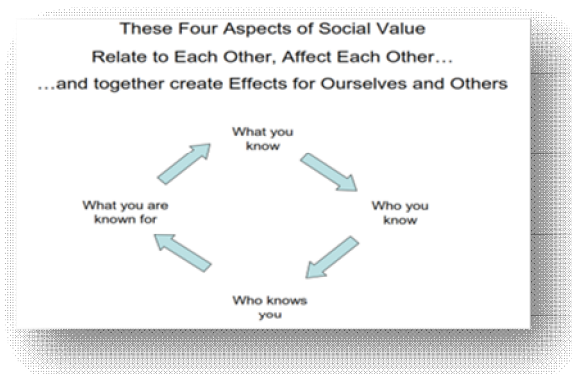 These Four Aspects of Social Value
Relate to Each Other, Affect Each Other…
…and together create Effects for Ourselves and Others
What you
know
What you are
known for
Who you
know
Who knows
you